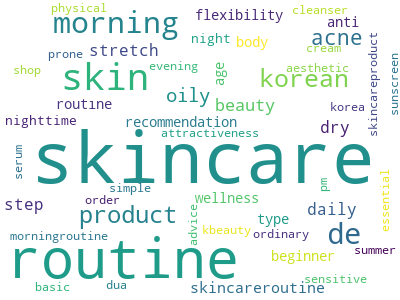 physical
cleanser
morning
flexibility
anti
acne
stretch
night
body
prone
cream
skin
evening
age
aesthetic
shop
korean
oily
korea
skincareproduct
sunscreen
routine
beauty
nighttime
recommendation
dry
attractiveness
skincare
serum
simple
pm
essential
wellness
step
order
product
type
daily
de
advice
kbeauty
ordinary
morningroutine
routine
beginner
summer
basic
dua
skincareroutine
sensitive